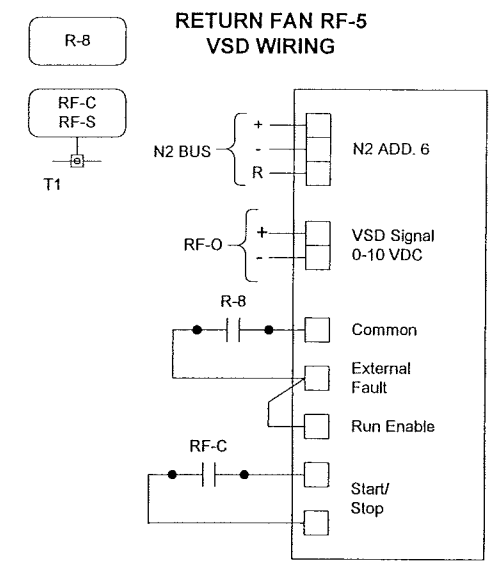 RETURN FAN RF-5
VSD WIRING
R-8
RF-C
RF-S
T1
N2 BUS
+
-
R
N2 ADD. 6
RF-O
+
-
VSD Signal
0-10 VDC
R-8
Common
External
Fault
Run Enable
RF-C
Start/
Stop